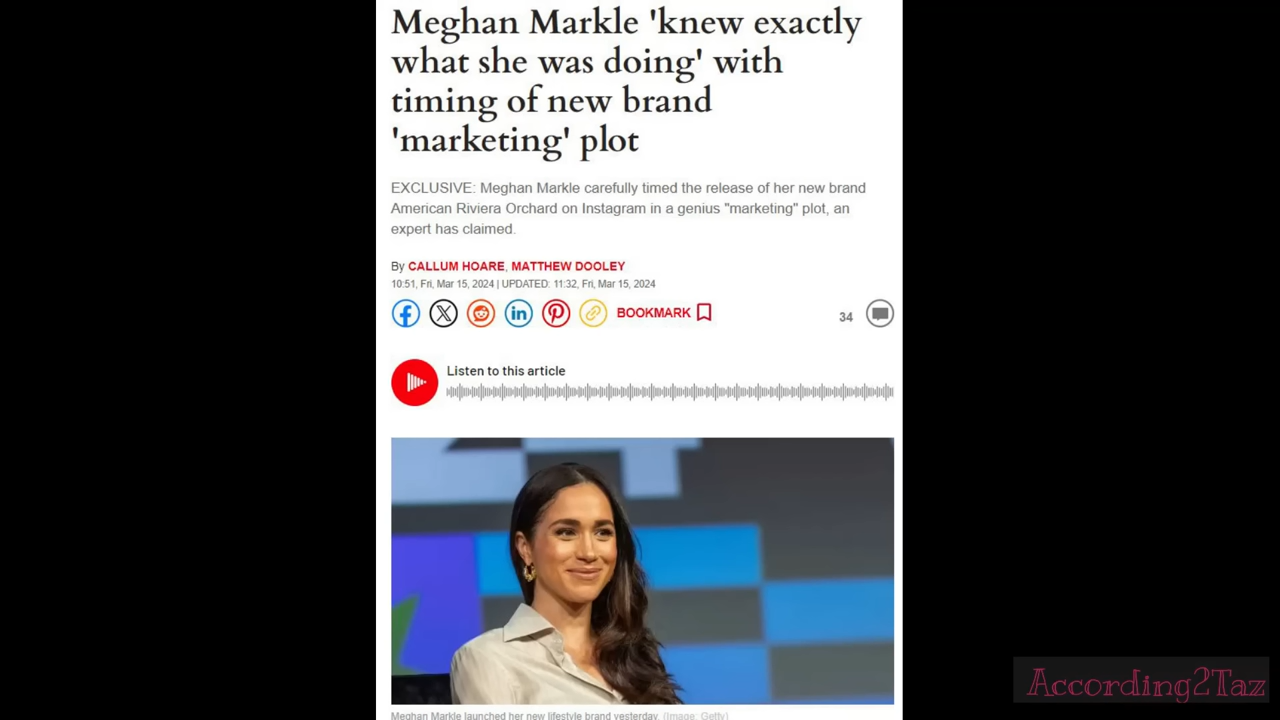 Meghan Markle 'knew exactly
what she was doing' with
timing of new brand
'marketing' plot
EXCLUSIVE: Meghan Markle carefully timed the release of her new brand
American Riviera Orchard on Instagram in a genius "marketing" plot, an
expert has claimed.
By CALLUM HOARE, MATTHEW DOOLEY
10:51, Fri, Mar 15, 2024 | UPDATED: 11:32, Fri, Mar 15, 2024
BOOKMARK
34
Listen to this article
Meghan Markle launched her new lifestyle brand yesterday. (Image: Getty)
According2Taz